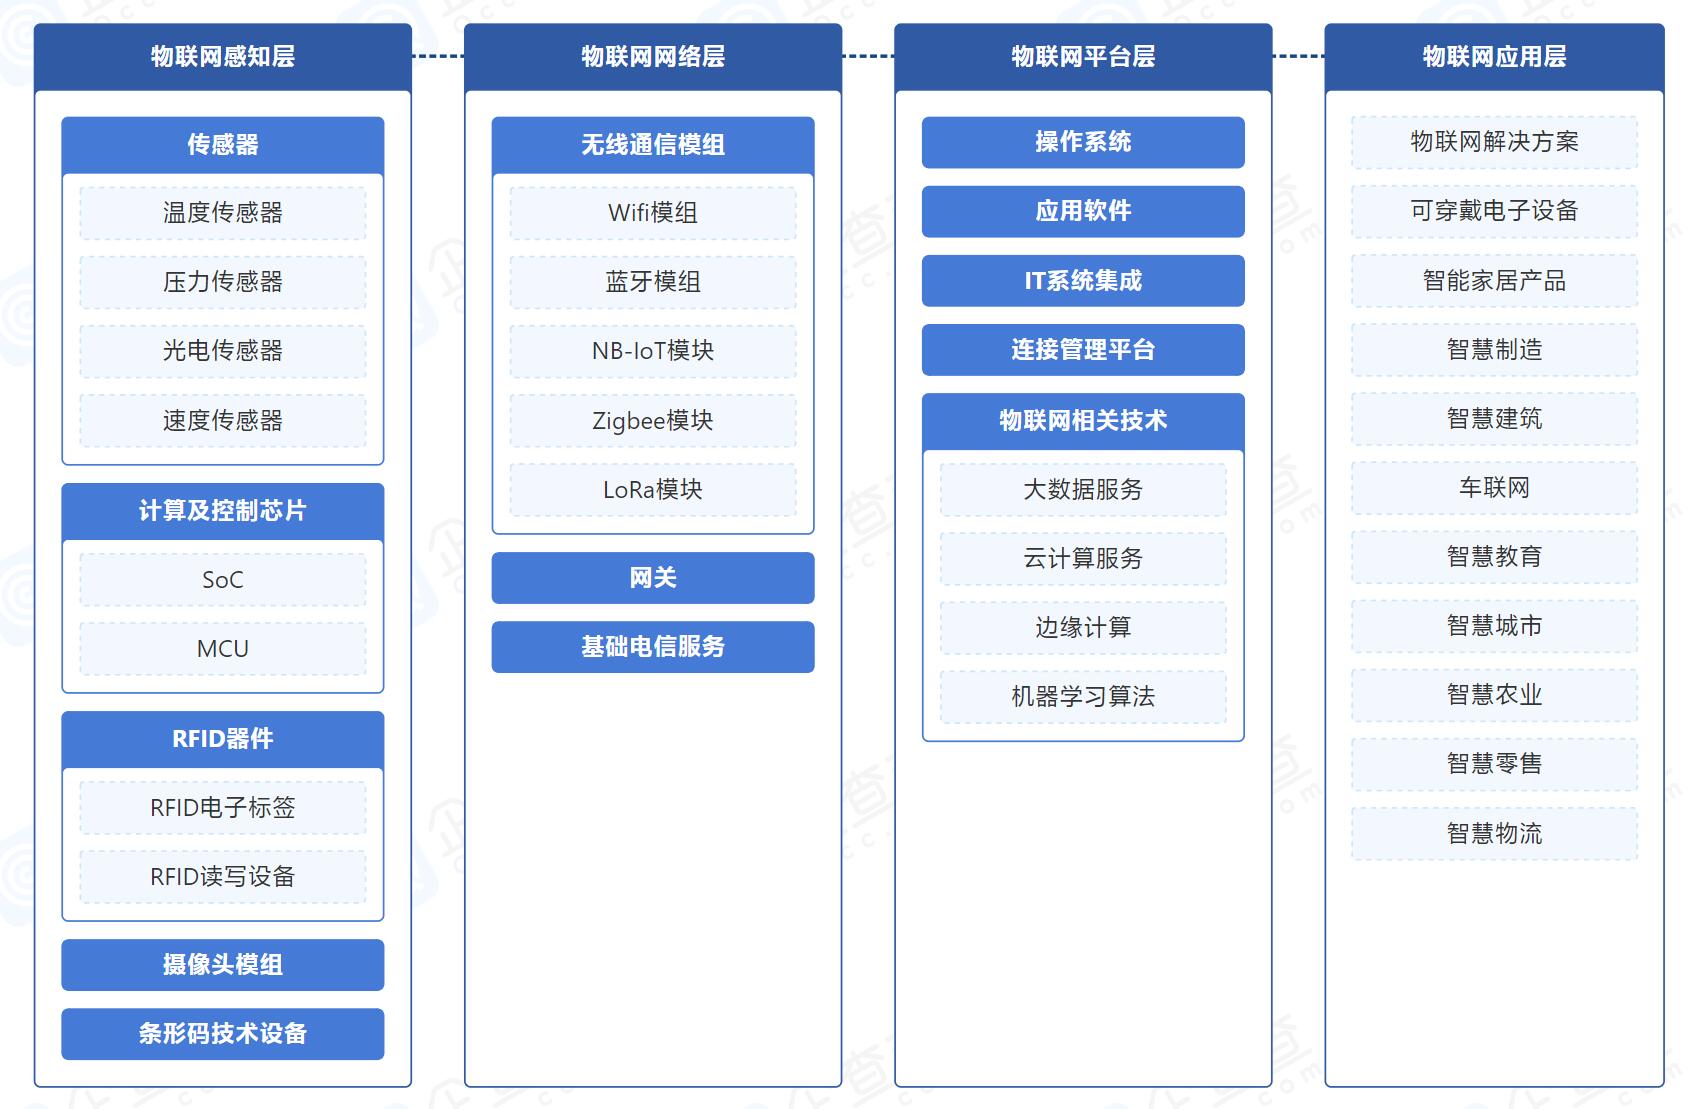 物联网感知层
传感器
温度传感器
压力传感器
光电传感器
速度传感器
计算及控制芯片
SoC
MCU
RFID器件
RFID电子标签
RFID读写设备
摄像头模组
条形码技术设备
物联网网络层
无线通信模组
Wifi模组
蓝牙模组
NB-IoT模块
Zigbee模块
LoRa模块
网关
基础电信服务
物联网平台层
操作系统
应用软件
IT系统集成
连接管理平台
物联网相关技术
大数据服务
云计算服务
边缘计算
机器学习算法
物联网应用层
物联网解决方案
可穿戴电子设备
智能家居产品
智慧制造
智慧建筑
车联网
智慧教育
智慧城市
智慧农业
智慧零售
智慧物流